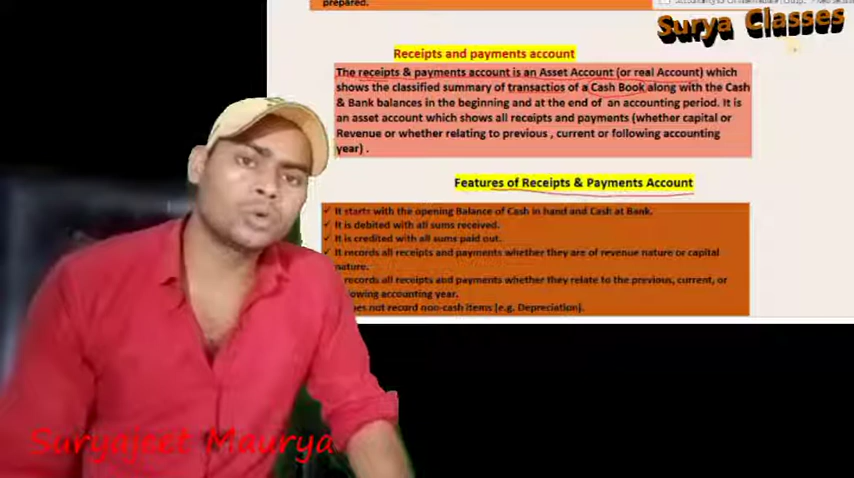 prepared.
Surya Classes
Receipts and payments account
The receipts & payments account is an Asset Account (or real Account) which
shows the classified summary of transactios of a Cash Book along with the Cash
& Bank balances in the beginning and at the end of an accounting period. It is
an asset account which shows all receipts and payments (whether capital or
Revenue or whether relating to previous , current or following accounting
year) .
Features of Receipts & Payments Account
✓ It starts with the opening Balance of Cash in hand and Cash at Bank.
✓ It is debited with all sums received.
✓ It is credited with all sums paid out.
✓ It records all receipts and payments whether they are of revenue nature or capital
nature.
records all receipts and payments whether they relate to the previous, current, or
lowing accounting year.
oes not record non-cash items [e.g. Depreciation].
Suryajeet Maurya